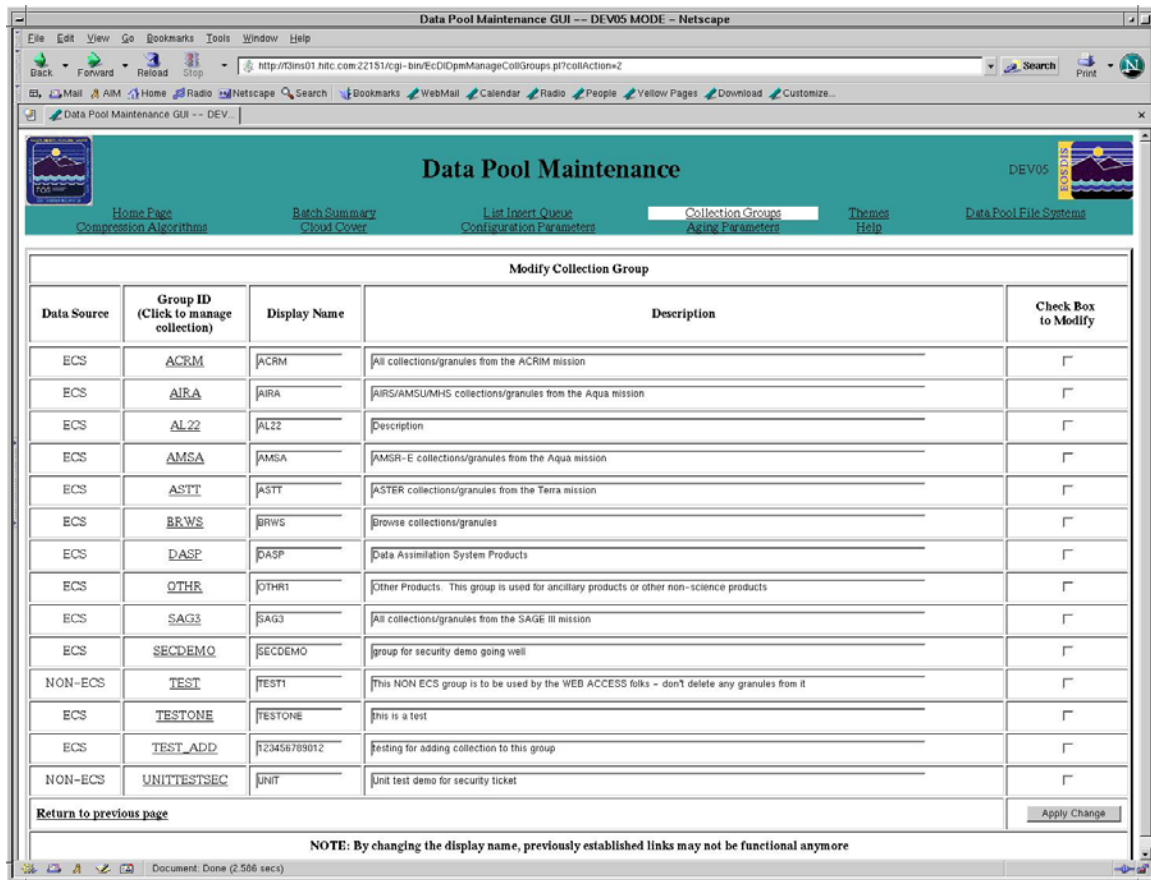 Data Pool Maintenance GUI -- DEV05 MODE - Netscape
File Edit View Go Bookmarks Tools Window Help
Back Forward Reload Stop http://f3ins01.hitc.com:22151/cgi-bin/EcDlDpmManageCollGroups.pl?collAction=2 Search Print N
Mail AIM Home Radio Netscape Search Bookmarks WebMail Calendar Radio People Yellow Pages Download Customize...
Data Pool Maintenance GUI -- DEV...
Data Pool Maintenance
DEV05
EOSDIS
Home Page Batch Summary List Insert Queue Collection Groups Themes Data Pool File Systems
Compression Algorithms Cloud Cover Configuration Parameters Aging Parameters Help
Modify Collection Group
Data Source Group ID (Click to manage collection) Display Name Description Check Box to Modify
ECS ACRM ACRM All collections/granules from the ACRIM mission
ECS AIRA AIRA AIRS/AMSU/MHS collections/granules from the Aqua mission
ECS AL22 AL22 Description
ECS AMSA AMSA AMSR-E collections/granules from the Aqua mission
ECS ASTT ASTT ASTER collections/granules from the Terra mission
ECS BRWS BRWS Browse collections/granules
ECS DASP DASP Data Assimilation System Products
ECS OTHR OTHR1 Other Products. This group is used for ancillary products or other non-science products
ECS SAG3 SAG3 All collections/granules from the SAGE III mission
ECS SECDEMO SECDEMO group for security demo going well
NON-ECS TEST TEST1 This NON ECS group is to be used by the WEB ACCESS folks - don't delete any granules from it
ECS TESTONE TESTONE this is a test
ECS TEST_ADD 123456789012 testing for adding collection to this group
NON-ECS UNITTESTSEC UNIT Unit test demo for security ticket
Return to previous page Apply Change
NOTE: By changing the display name, previously established links may not be functional anymore
Document: Done (2.586 secs)